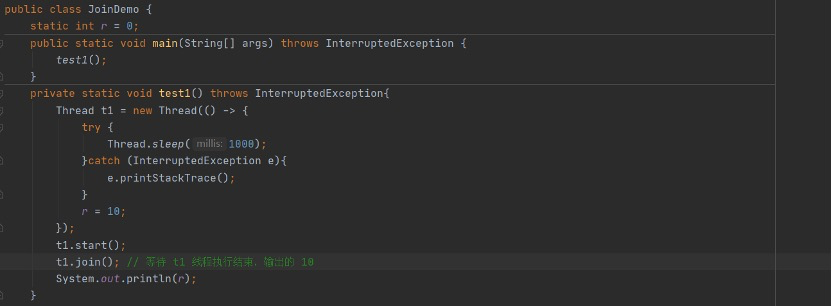 public class JoinDemo {
static int r = 0;
public static void main(String[] args) throws InterruptedException {
test1();
}
private static void test1() throws InterruptedException{
Thread t1 = new Thread(() -> {
try {
Thread.sleep( millis: 1000);
}catch (InterruptedException e){
e.printStackTrace();
}
r = 10;
});
t1.start();
t1.join(); // 等待 t1 线程执行结束，输出的 10
System.out.println(r);
}